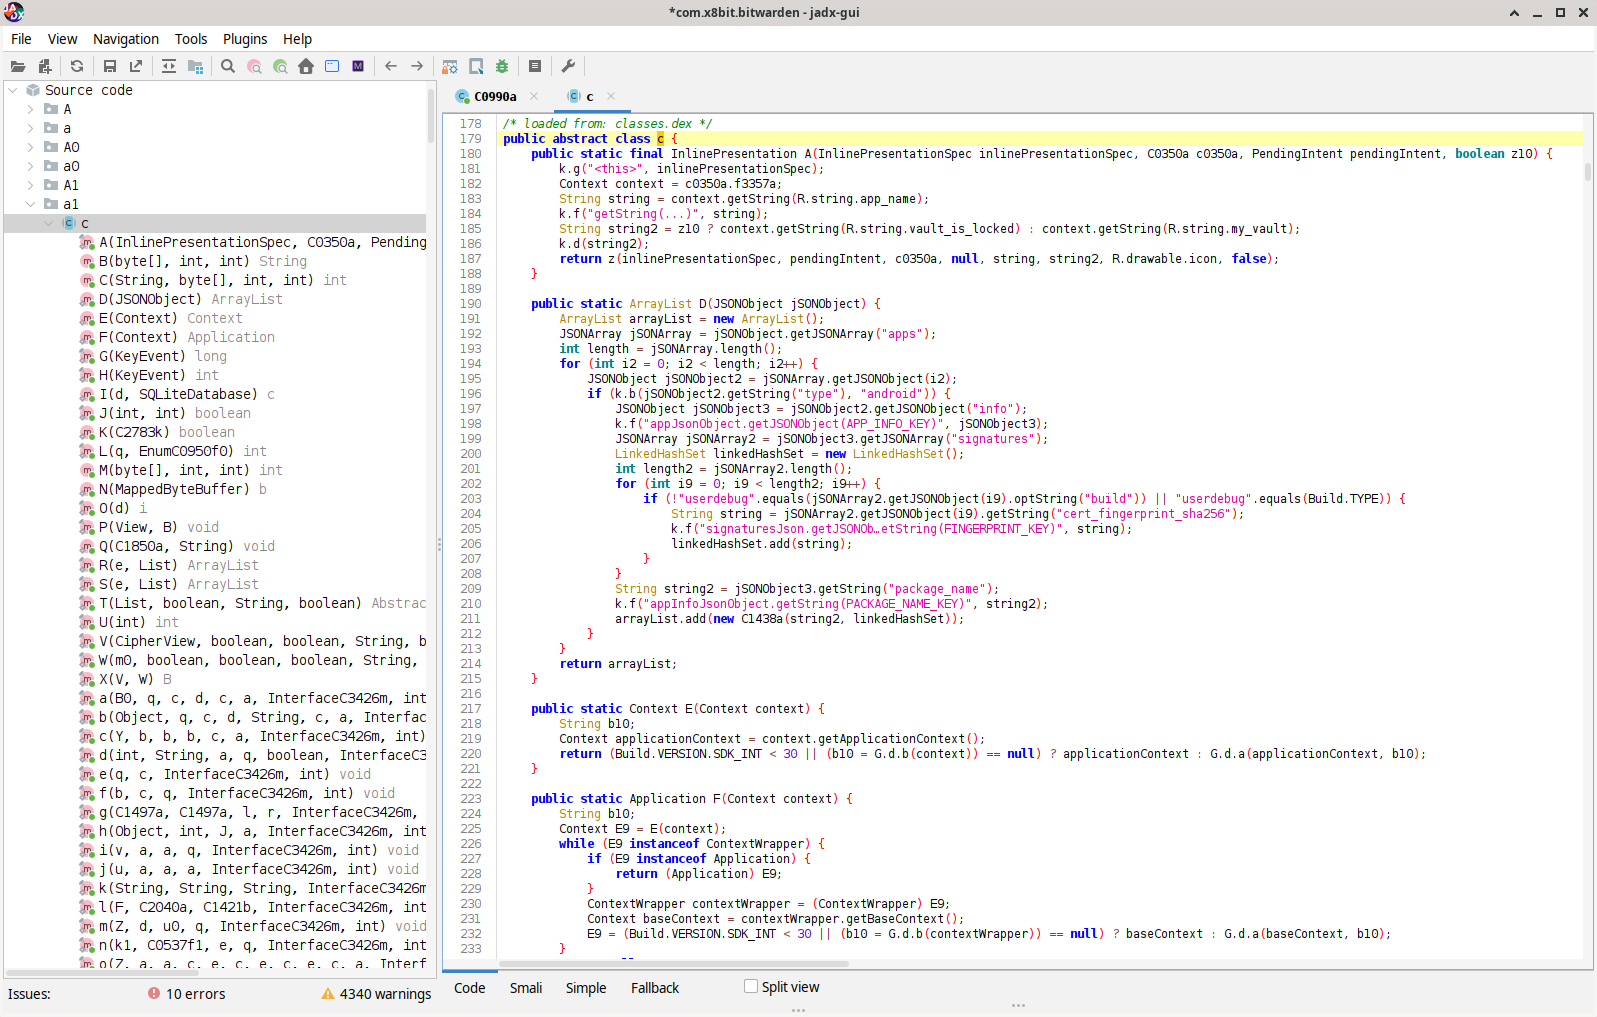 *com.x8bit.bitwarden - jadx-gui
File View Navigation Tools Plugins Help
Source code
A
a
A0
a0
A1
a1
c
A(InlinePresentationSpec, C0350a, Pending
B(byte[], int, int) String
C(String, byte[], int, int) int
D(JSONObject) ArrayList
E(Context) Context
F(Context) Application
G(KeyEvent) long
H(KeyEvent) int
I(d, SQLiteDatabase) c
J(int, int) boolean
K(C2783k) boolean
L(q, EnumC0950f0) int
M(byte[], int, int) int
N(MappedByteBuffer) b
O(d) i
P(View, B) void
Q(C1850a, String) void
R(e, List) ArrayList
S(e, List) ArrayList
T(List, boolean, String, boolean) Abstrac
U(int) int
V(CipherView, boolean, boolean, String, b
W(m0, boolean, boolean, boolean, String,
X(V, W) B
a(B0, q, c, d, c, a, InterfaceC3426m, int
b(Object, q, c, d, String, c, a, Interfac
c(Y, b, b, b, c, a, InterfaceC3426m, int)
d(int, String, a, q, boolean, InterfaceC3
e(q, c, InterfaceC3426m, int) void
f(b, c, q, InterfaceC3426m, int) void
g(C1497a, C1497a, l, r, InterfaceC3426m,
h(Object, int, J, a, InterfaceC3426m, int
i(v, a, a, q, InterfaceC3426m, int) void
j(u, a, a, a, InterfaceC3426m, int) void
k(String, String, String, InterfaceC3426m
l(F, C2040a, C1421b, InterfaceC3426m, int
m(Z, d, u0, q, InterfaceC3426m, int) void
n(k1, C0537f1, e, q, InterfaceC3426m, int
o(Z, a, a, c, e, c, e, c, e, c, a, Interf
Issues: 10 errors 4340 warnings
C0990a c
178 /* loaded from: classes.dex */
179 public abstract class c {
180 public static final InlinePresentation A(InlinePresentationSpec inlinePresentationSpec, C0350a c0350a, PendingIntent pendingIntent, boolean z10) {
181 k.g("<this>", inlinePresentationSpec);
182 Context context = c0350a.f3357a;
183 String string = context.getString(R.string.app_name);
184 k.f("getString(...)", string);
185 String string2 = z10 ? context.getString(R.string.vault_is_locked) : context.getString(R.string.my_vault);
186 k.d(string2);
187 return z(inlinePresentationSpec, pendingIntent, c0350a, null, string, string2, R.drawable.icon, false);
188 }
189
190 public static ArrayList D(JSONObject jSONObject) {
191 ArrayList arrayList = new ArrayList();
192 JSONArray jSONArray = jSONObject.getJSONArray("apps");
193 int length = jSONArray.length();
194 for (int i2 = 0; i2 < length; i2++) {
195 JSONObject jSONObject2 = jSONArray.getJSONObject(i2);
196 if (k.b(jSONObject2.getString("type"), "android")) {
197 JSONObject jSONObject3 = jSONObject2.getJSONObject("info");
198 k.f("appJsonObject.getJSONObject(APP_INFO_KEY)", jSONObject3);
199 JSONArray jSONArray2 = jSONObject3.getJSONArray("signatures");
200 LinkedHashSet linkedHashSet = new LinkedHashSet();
201 int length2 = jSONArray2.length();
202 for (int i9 = 0; i9 < length2; i9++) {
203 if (!"userdebug".equals(jSONArray2.getJSONObject(i9).optString("build")) || "userdebug".equals(Build.TYPE)) {
204 String string = jSONArray2.getJSONObject(i9).getString("cert_fingerprint_sha256");
205 k.f("signaturesJson.getJSONOb…etString(FINGERPRINT_KEY)", string);
206 linkedHashSet.add(string);
207 }
208 }
209 String string2 = jSONObject3.getString("package_name");
210 k.f("appInfoJsonObject.getString(PACKAGE_NAME_KEY)", string2);
211 arrayList.add(new C1438a(string2, linkedHashSet));
212 }
213 }
214 return arrayList;
215 }
216
217 public static Context E(Context context) {
218 String b10;
219 Context applicationContext = context.getApplicationContext();
220 return (Build.VERSION.SDK_INT < 30 || (b10 = G.d.b(context)) == null) ? applicationContext : G.d.a(applicationContext, b10);
221 }
222
223 public static Application F(Context context) {
224 String b10;
225 Context E9 = E(context);
226 while (E9 instanceof ContextWrapper) {
227 if (E9 instanceof Application) {
228 return (Application) E9;
229 }
230 ContextWrapper contextWrapper = (ContextWrapper) E9;
231 Context baseContext = contextWrapper.getBaseContext();
232 E9 = (Build.VERSION.SDK_INT < 30 || (b10 = G.d.b(contextWrapper)) == null) ? baseContext : G.d.a(baseContext, b10);
233 }
Code Smali Simple Fallback Split view